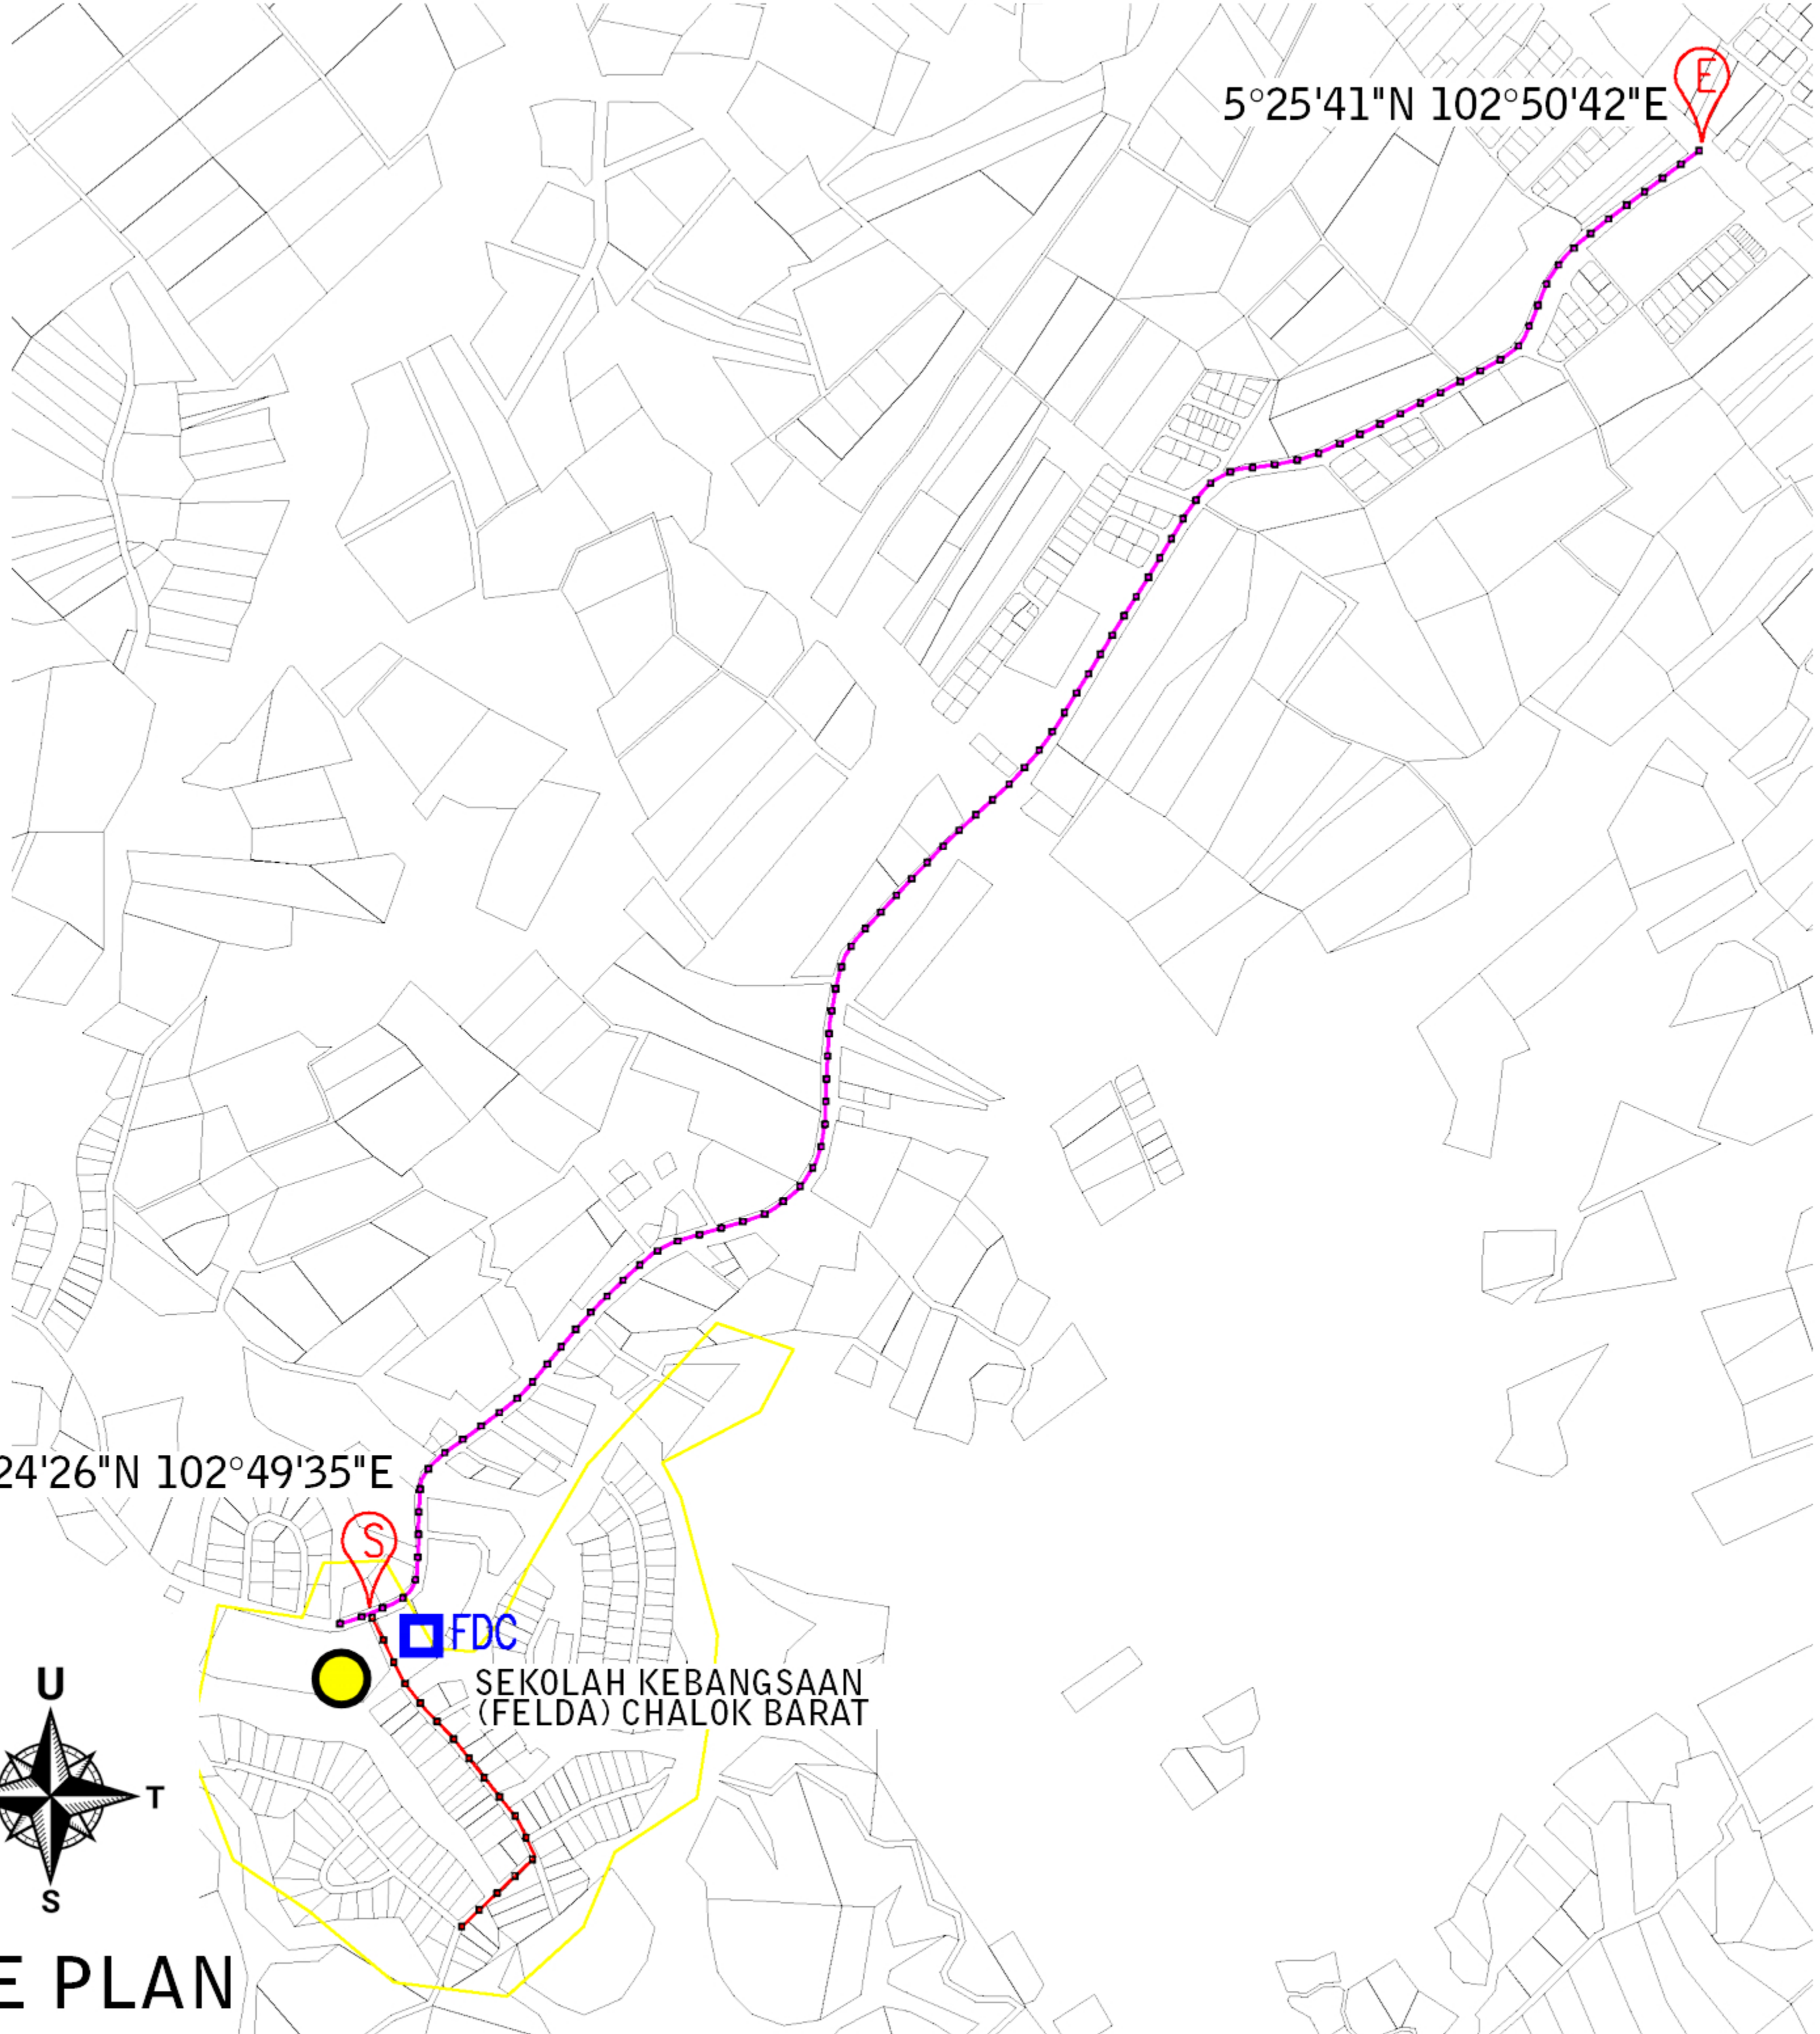 E
5°25'41"N 102°50'42"E
24'26"N 102°49'35"E
S
FDC
SEKOLAH KEBANGSAAN
(FELDA) CHALOK BARAT
U
T
S
E PLAN